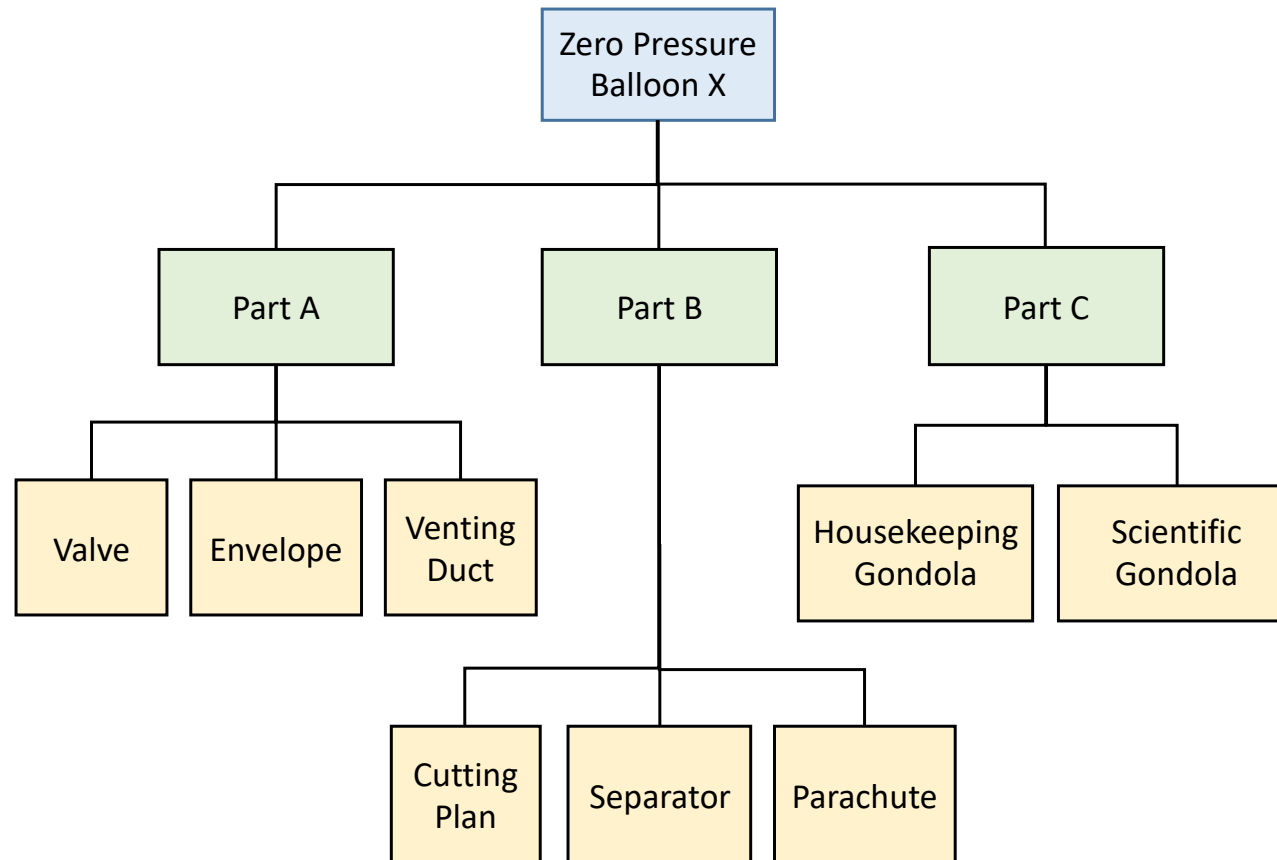 Zero Pressure
Balloon X
Part A
Part B
Part C
Valve
Envelope
Venting
Duct
Housekeeping
Gondola
Scientific
Gondola
Cutting
Plan
Separator
Parachute